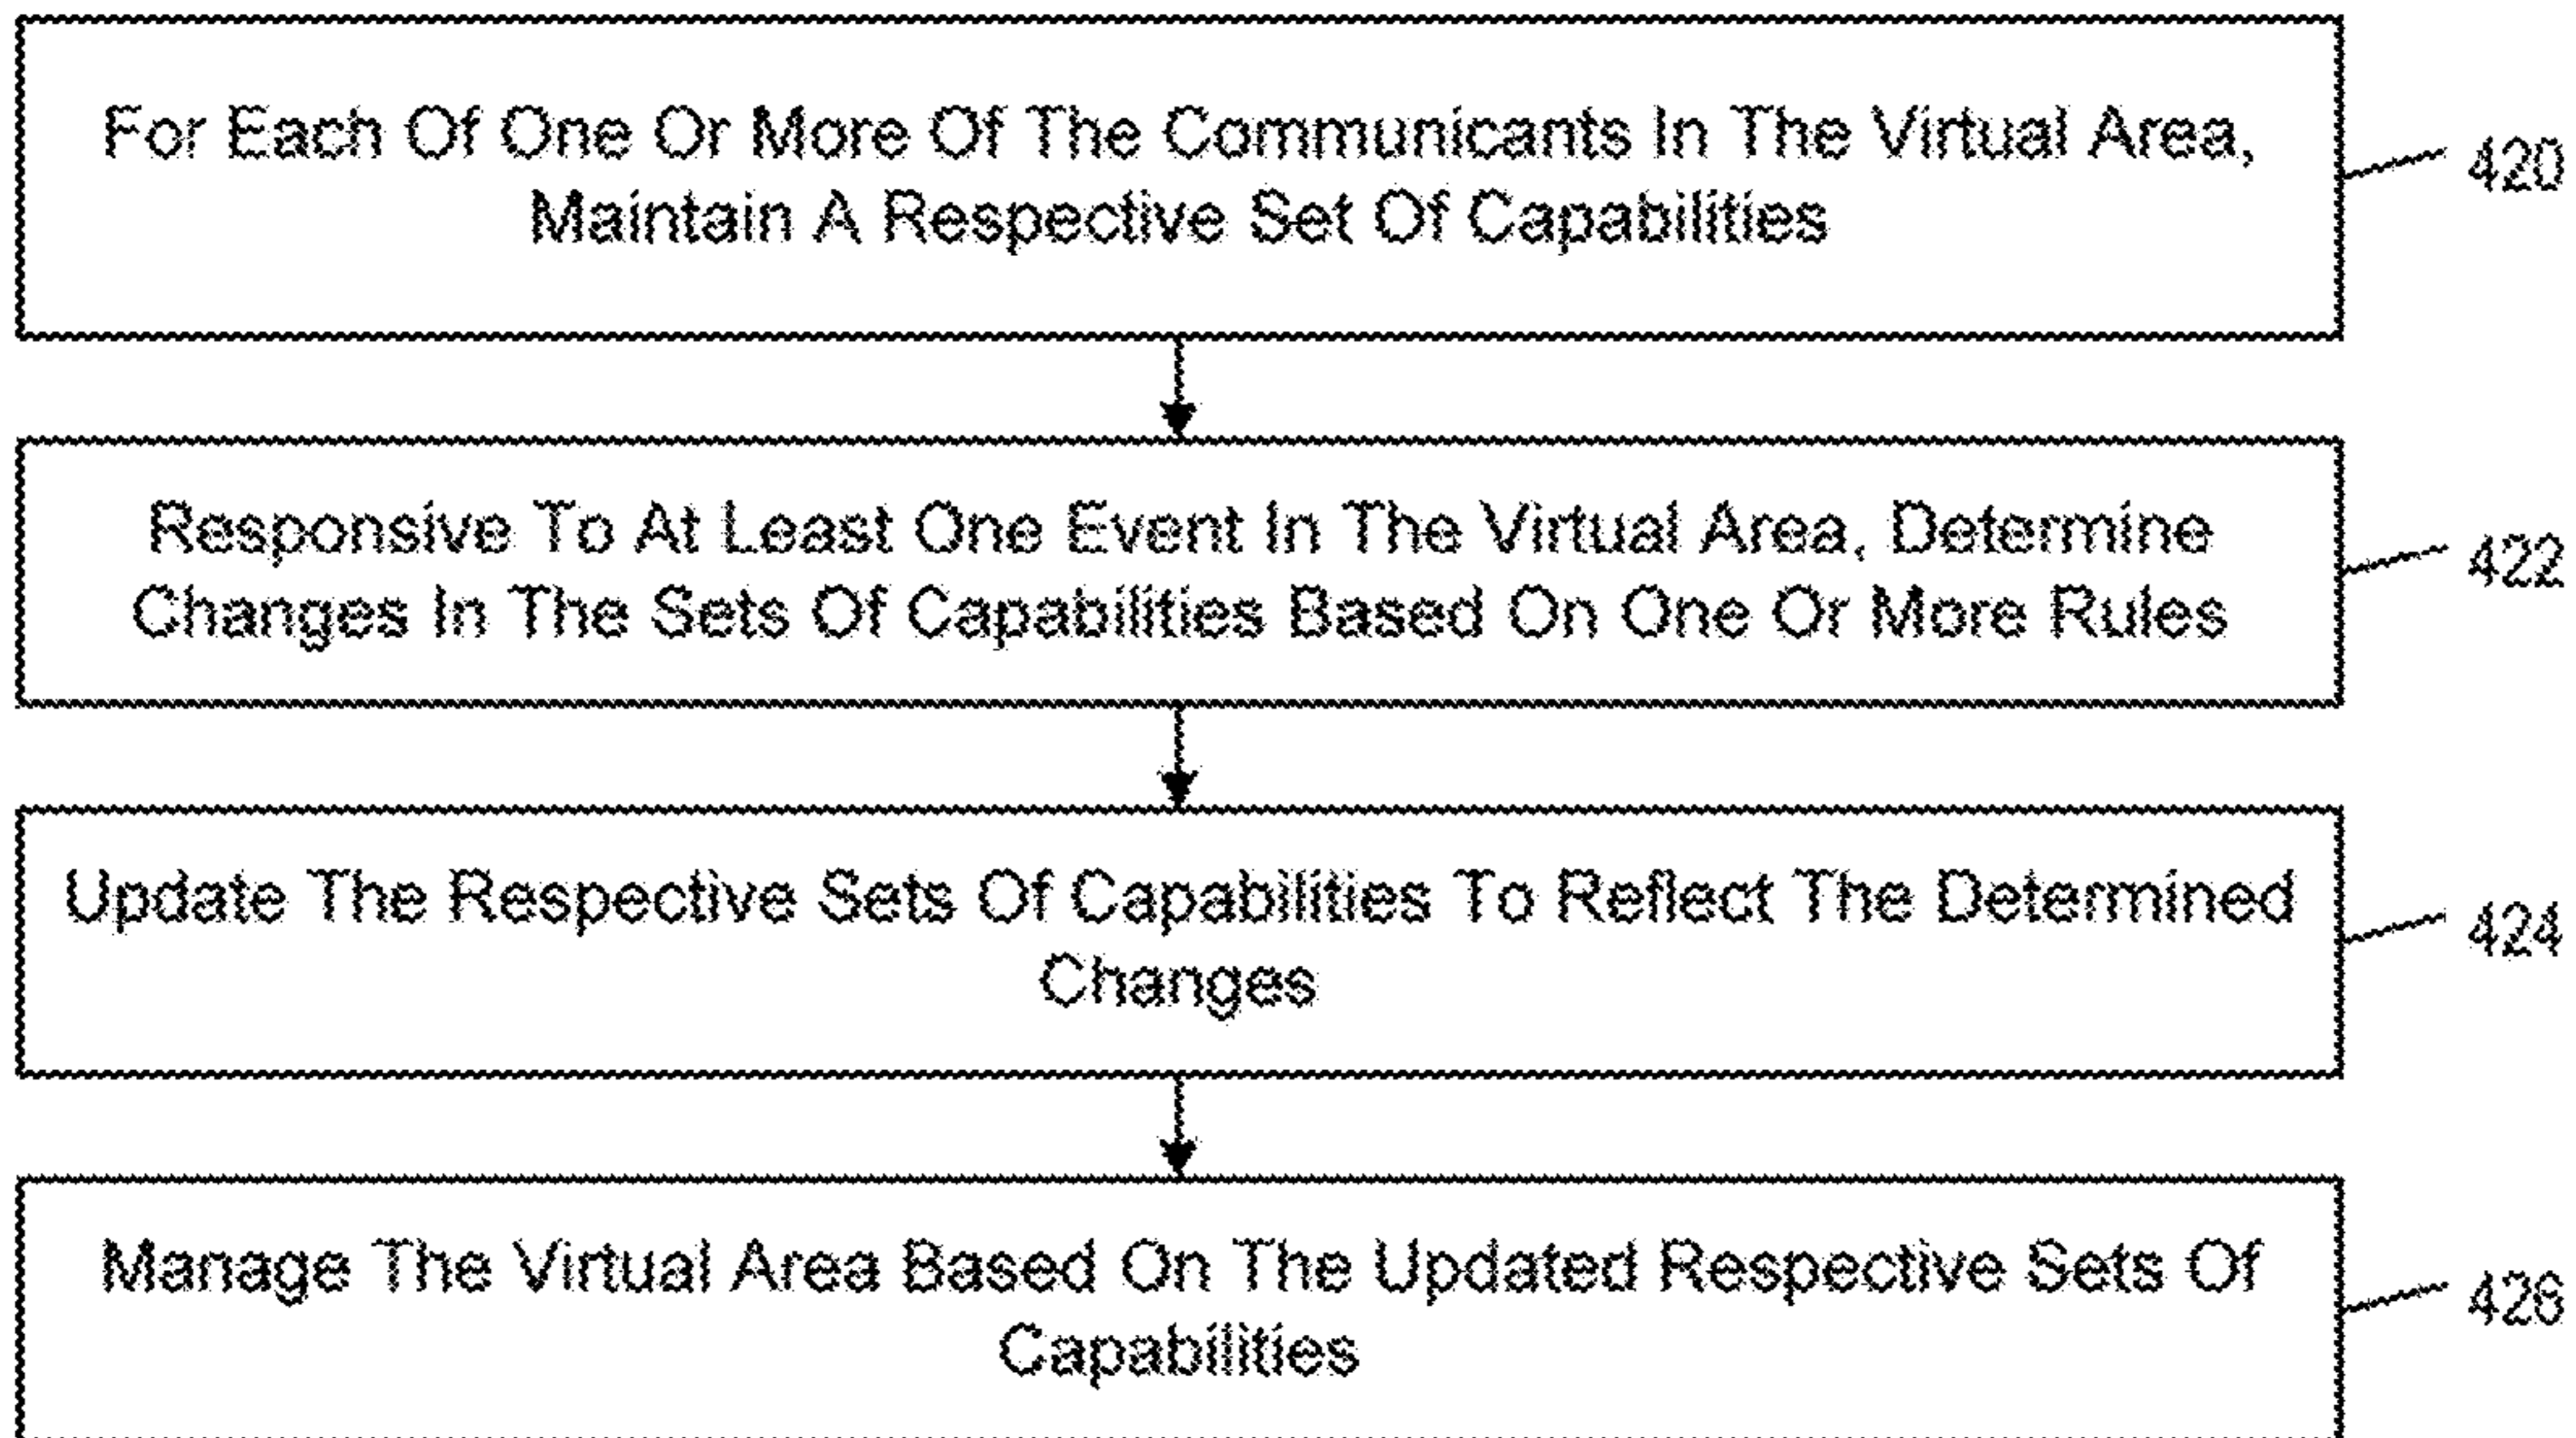 For Each Of One Or More Of The Communicants In The Virtual Area,
Maintain A Respective Set Of Capabilities
420
Responsive To At Least One Event In The Virtual Area, Determine
Changes In The Sets Of Capabilities Based On One Or More Rules
422
Update The Respective Sets Of Capabilities To Reflect The Determined
Changes
424
Manage The Virtual Area Based On The Updated Respective Sets Of
Capabilities
426